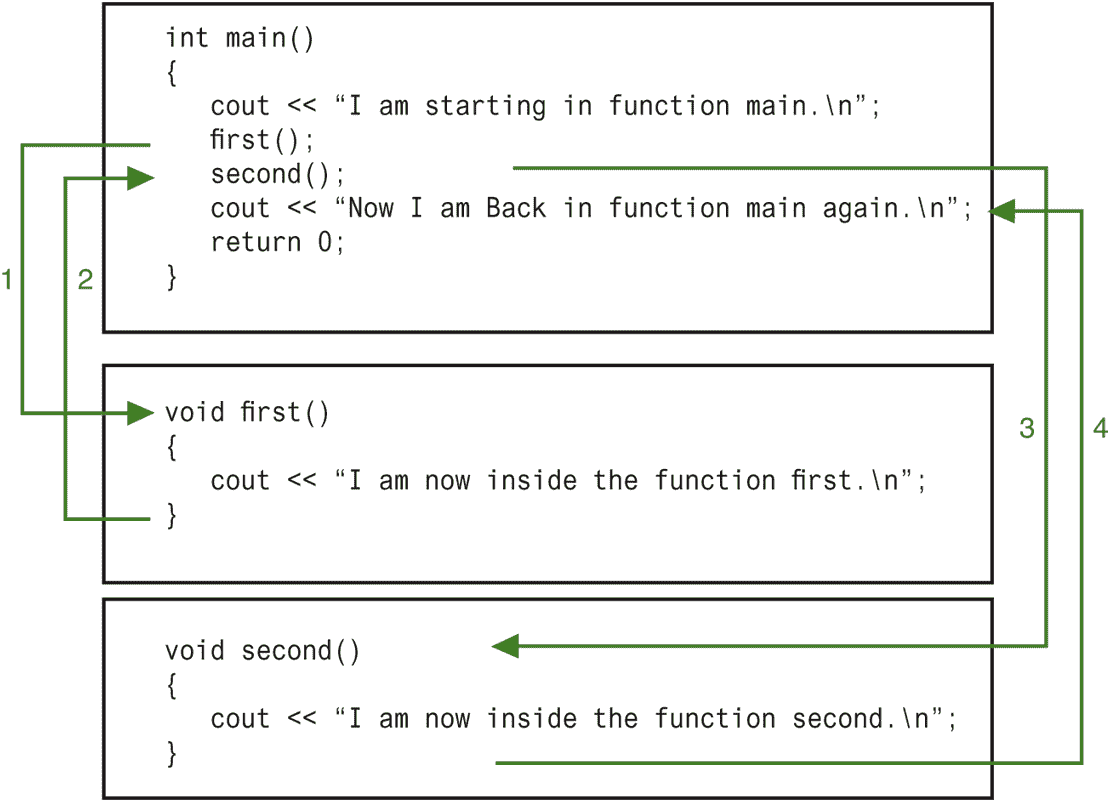 int main()
{
cout << “I am starting in function main.\n”;
first();
second();
cout << “Now I am Back in function main again.\n”;
return 0;
}
1
2
void first()
{
cout << “I am now inside the function first.\n”;
}
3
4
void second()
{
cout << “I am now inside the function second.\n”;
}